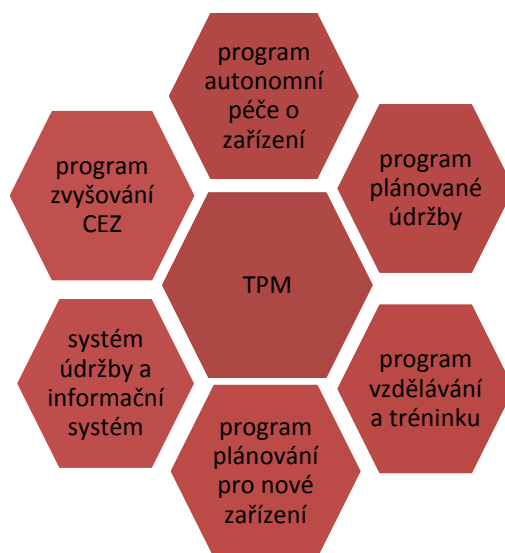 program
autonomní
péče o
zařízení
program
plánované
údržby
program
vzdělávání
a tréninku
program
plánování
pro nové
zařízení
systém
údržby a
informační
systém
program
zvyšování
CEZ
TPM